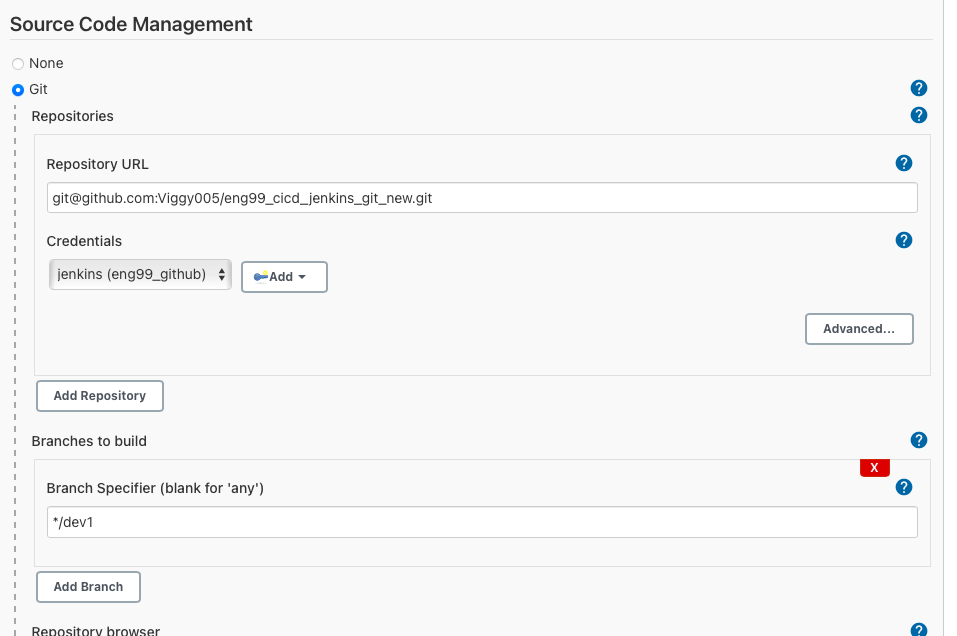 Source Code Management
None
Git
?
Repositories
?
Repository URL
?
git@github.com:Viggy005/eng99_cicd_jenkins_git_new.git
Credentials
?
jenkins (eng99_github)
Add
Advanced...
Add Repository
Branches to build
?
X
Branch Specifier (blank for 'any')
?
*/dev1
Add Branch
Repository browser
?